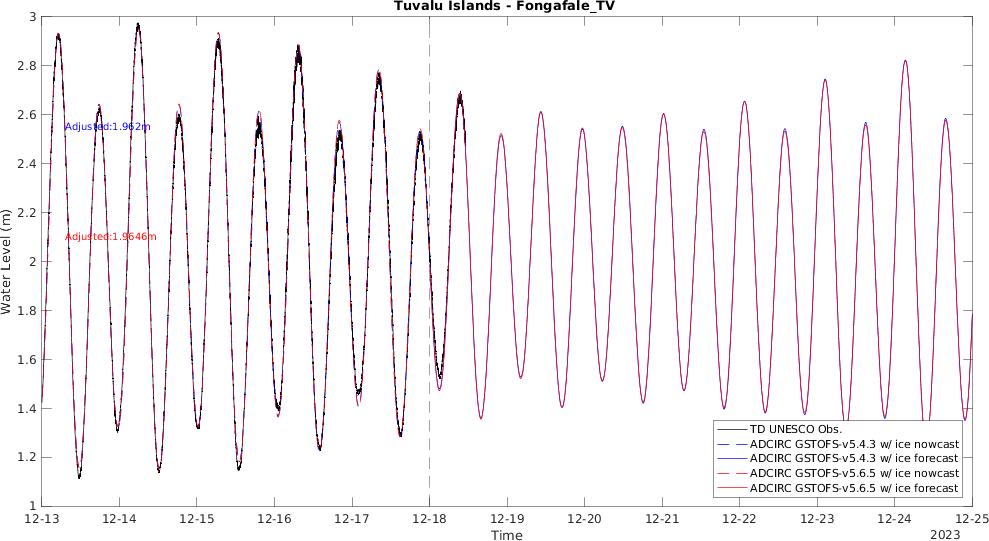 Tuvalu Islands - Fongafale_TV
3
2.8
2.6
2.4
2.2
2
1.8
1.6
1.4
1.2
1
Water Level (m)
Adjusted:1.962m
Adjusted:1.9646m
TD UNESCO Obs.
ADCIRC GSTOFS-v5.4.3 w/ ice nowcast
ADCIRC GSTOFS-v5.4.3 w/ ice forecast
ADCIRC GSTOFS-v5.6.5 w/ ice nowcast
ADCIRC GSTOFS-v5.6.5 w/ ice forecast
12-13 12-14 12-15 12-16 12-17 12-18 12-19 12-20 12-21 12-22 12-23 12-24 12-25
Time
2023